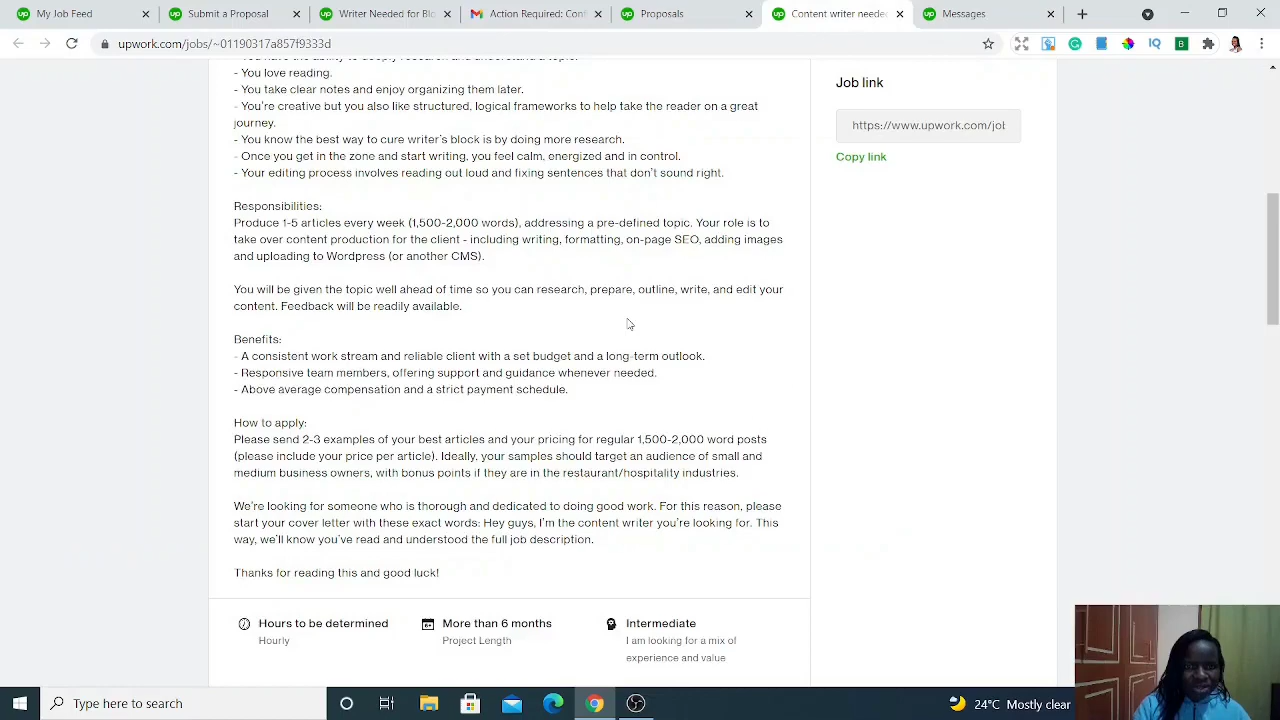 My Job Feed
Submit a Proposal
Writer Needed for Blo
Action Required: Conf
Proposals
Content writer neede
Messages
upwork.com/jobs/~01190317a857f9333d
- You have the ability to deeply research and understand a topic.
- You love reading.
- You take clear notes and enjoy organizing them later.
- You're creative but you also like structured, logical frameworks to help take the reader on a great
journey.
- You know the best way to cure writer's block is by doing more research.
- Once you get in the zone and start writing, you feel calm, energized and in control.
- Your editing process involves reading out loud and fixing sentences that don't sound right.
Responsibilities:
Produce 1-5 articles every week (1,500-2,000 words), addressing a pre-defined topic. Your role is to
take over content production for the client - including writing, formatting, on-page SEO, adding images
and uploading to Wordpress (or another CMS).
You will be given the topic well ahead of time so you can research, prepare, outline, write, and edit your
content. Feedback will be readily available.
Benefits:
- A consistent work stream and reliable client with a set budget and a long-term outlook.
- Responsive team members, offering support and guidance whenever needed.
- Above average compensation and a strict payment schedule.
How to apply:
Please send 2-3 examples of your best articles and your pricing for regular 1,500-2,000 word posts
(please include your price per article). Ideally, your samples should target an audience of small and
medium business owners, with bonus points if they are in the restaurant/hospitality industries.
We're looking for someone who is thorough and dedicated to doing good work. For this reason, please
start your cover letter with these exact words: Hey guys, I'm the content writer you're looking for. This
way, we'll know you've read and understood the full job description.
Thanks for reading this and good luck!
Hours to be determined
Hourly
More than 6 months
Project Length
Intermediate
I am looking for a mix of
experience and value
Job link
https://www.upwork.com/jol
Copy link
Type here to search
24°C Mostly clear